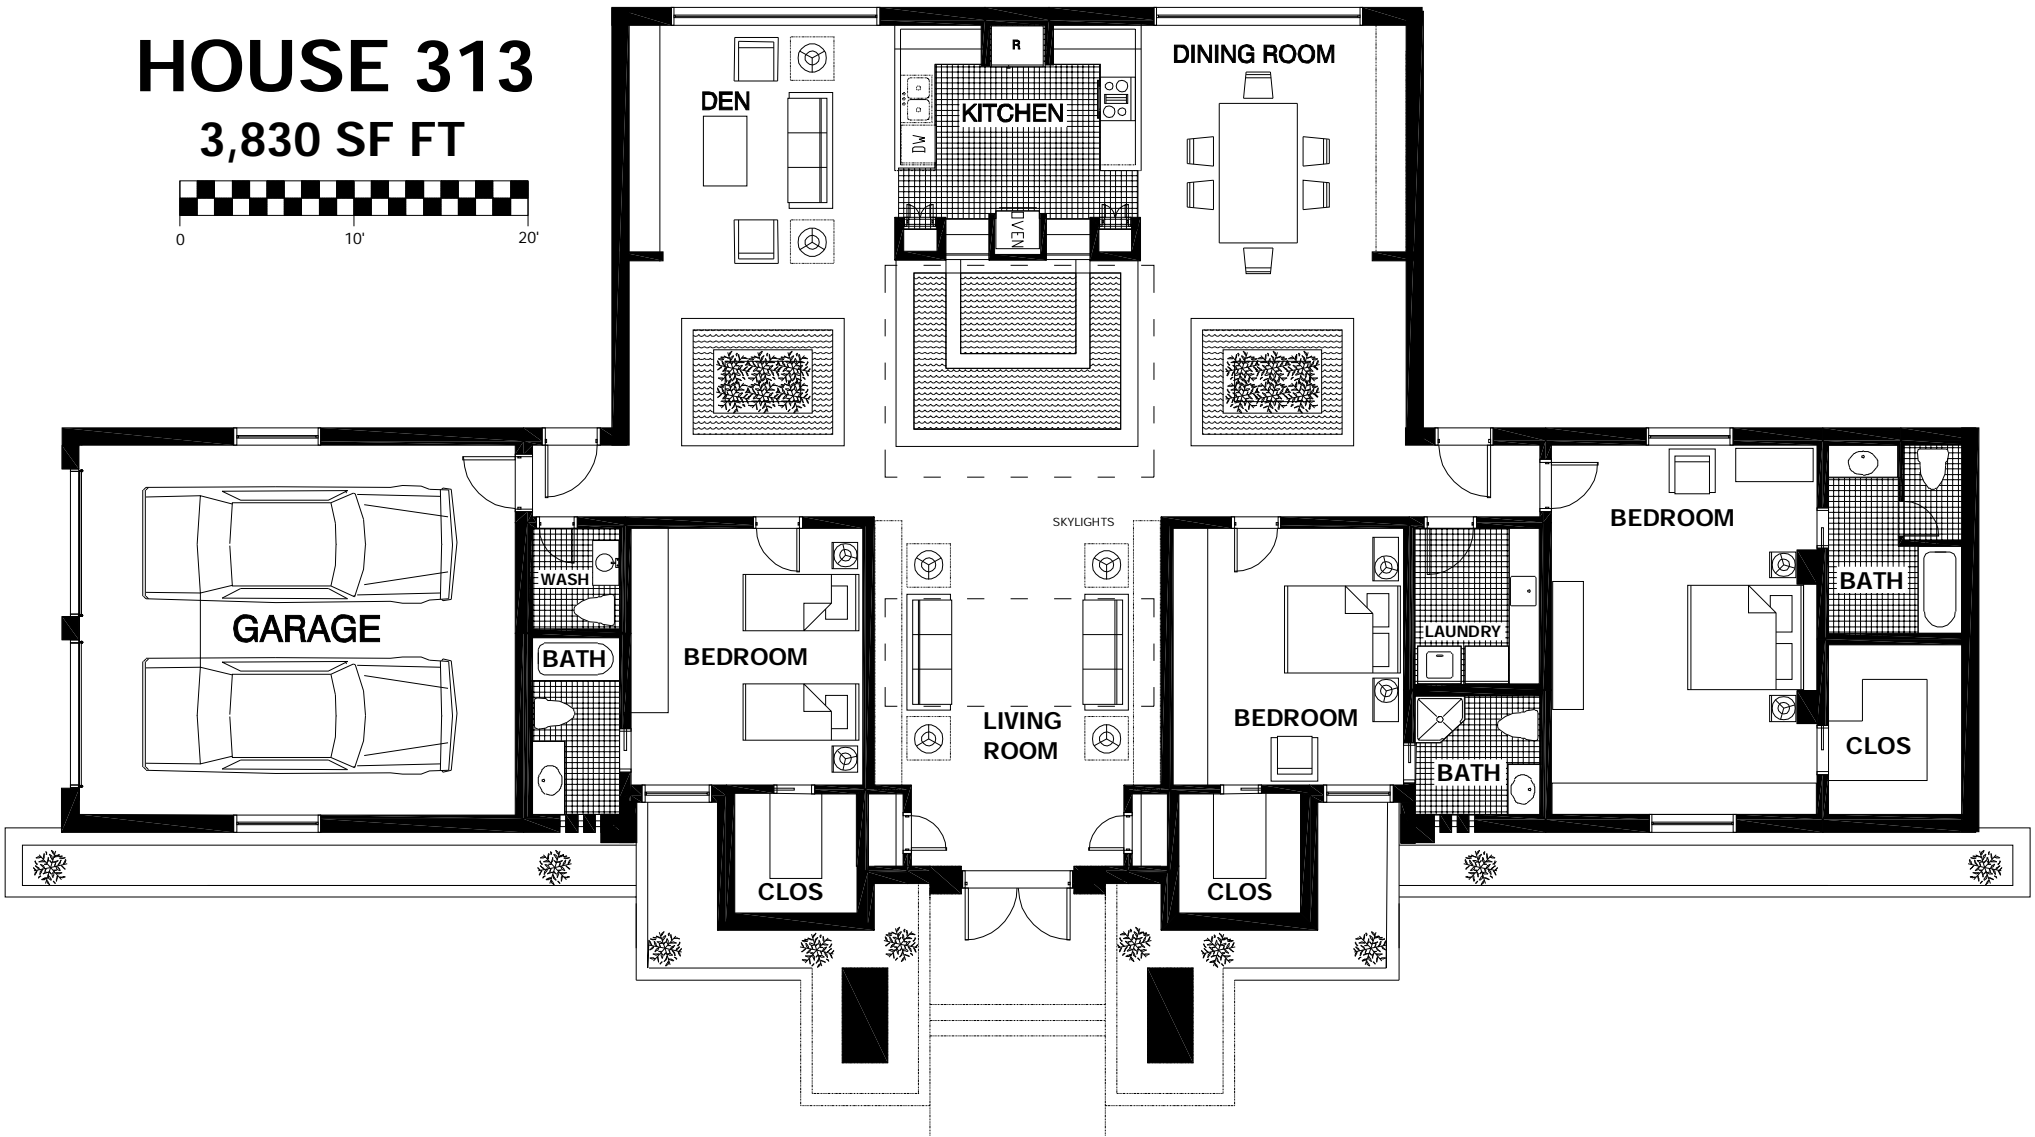 HOUSE 313
3,830 SF FT
0 10' 20'
R
DINING ROOM
DEN
KITCHEN
DW
OVEN
SKYLIGHTS
BEDROOM
WASH
BATH
GARAGE
LAUNDRY
BATH
BEDROOM
LIVING
ROOM
BEDROOM
CLOS
BATH
CLOS
CLOS